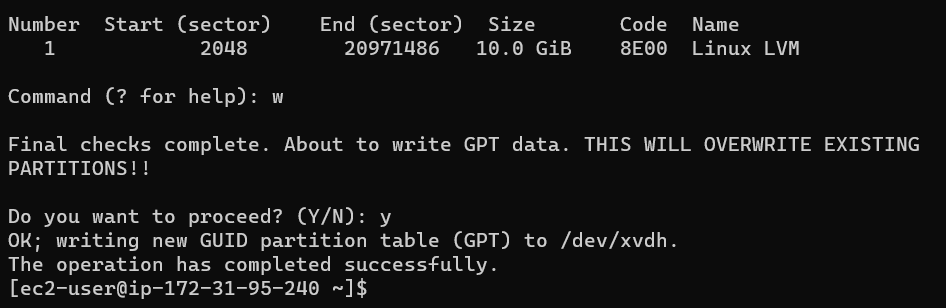 Number  Start (sector)    End (sector)  Size       Code  Name
   1            2048        20971486   10.0 GiB    8E00  Linux LVM
Command (? for help): w
Final checks complete. About to write GPT data. THIS WILL OVERWRITE EXISTING
PARTITIONS!!
Do you want to proceed? (Y/N): y
OK; writing new GUID partition table (GPT) to /dev/xvdh.
The operation has completed successfully.
[ec2-user@ip-172-31-95-240 ~]$